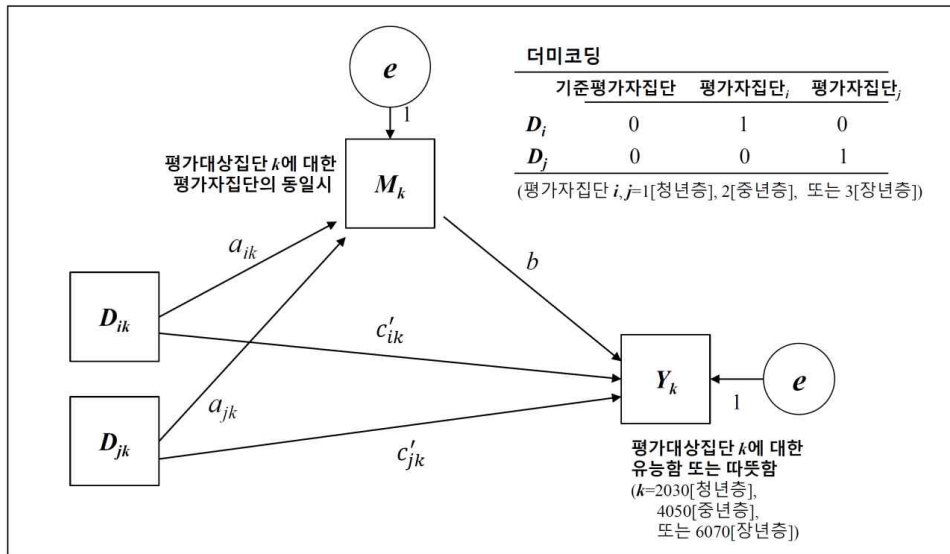 더미코딩
기준평가자집단 평가자집단i 평가자집단j
Di 0 1 0
Dj 0 0 1
(평가자집단 i, j=1[청년층], 2[중년층], 또는 3[장년층])
e
1
평가대상집단 k에 대한
평가자집단의 동일시
Mk
aik
b
Dik
c′ik
Yk
e
1
ajk
Djk
c′jk
평가대상집단 k에 대한
유능함 또는 따뜻함
(k=2030[청년층],
4050[중년층],
또는 6070[장년층])